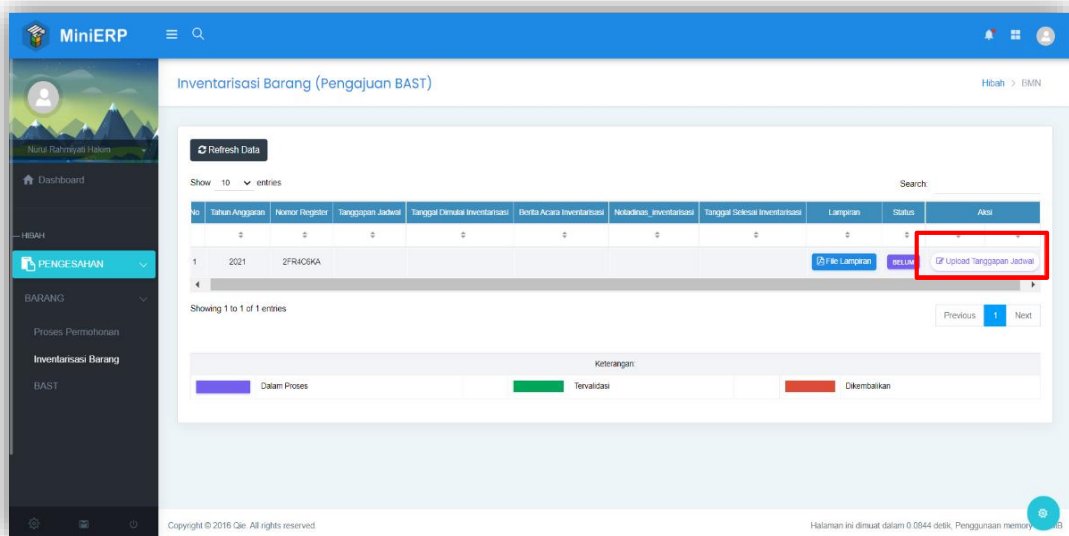 MiniERP
Inventarisasi Barang (Pengajuan BAST)
Hibah > BMN
Nurul Rahmiyati Hakim
Dashboard
HIBAH
PENGESAHAN
BARANG
Proses Permohonan
Inventarisasi Barang
BAST
Refresh Data
Show 10 entries
Search:
No Tahun Anggaran Nomor Register Tanggapan Jadwal Tanggal Dimulai Inventarisasi Berita Acara Inventarisasi Notadinas_Inventarisasi Tanggal Selesai Inventarisasi Lampiran Status Aksi
1 2021 2FR4C6KA File Lampiran BELUM Upload Tanggapan Jadwal
Showing 1 to 1 of 1 entries
Previous 1 Next
Keterangan:
Dalam Proses Tervalidasi Dikembalikan
Copyright © 2016 Qie. All rights reserved.
Halaman ini dimuat dalam 0.0844 detik, Penggunaan memory